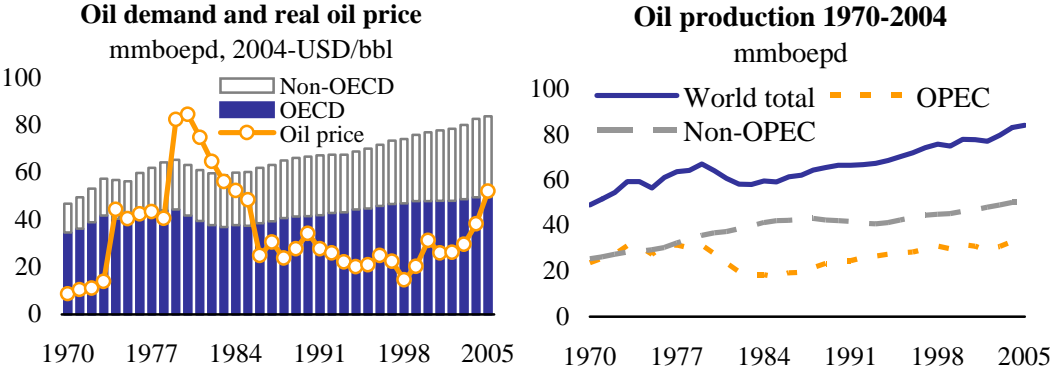 Oil demand and real oil price
mmboepd, 2004-USD/bbl
100
80
60
40
20
0
Non-OECD
OECD
Oil price
1970 1977 1984 1991 1998 2005
Oil production 1970-2004
mmboepd
100
80
60
40
20
0
World total OPEC
Non-OPEC
1970 1977 1984 1991 1998 2005